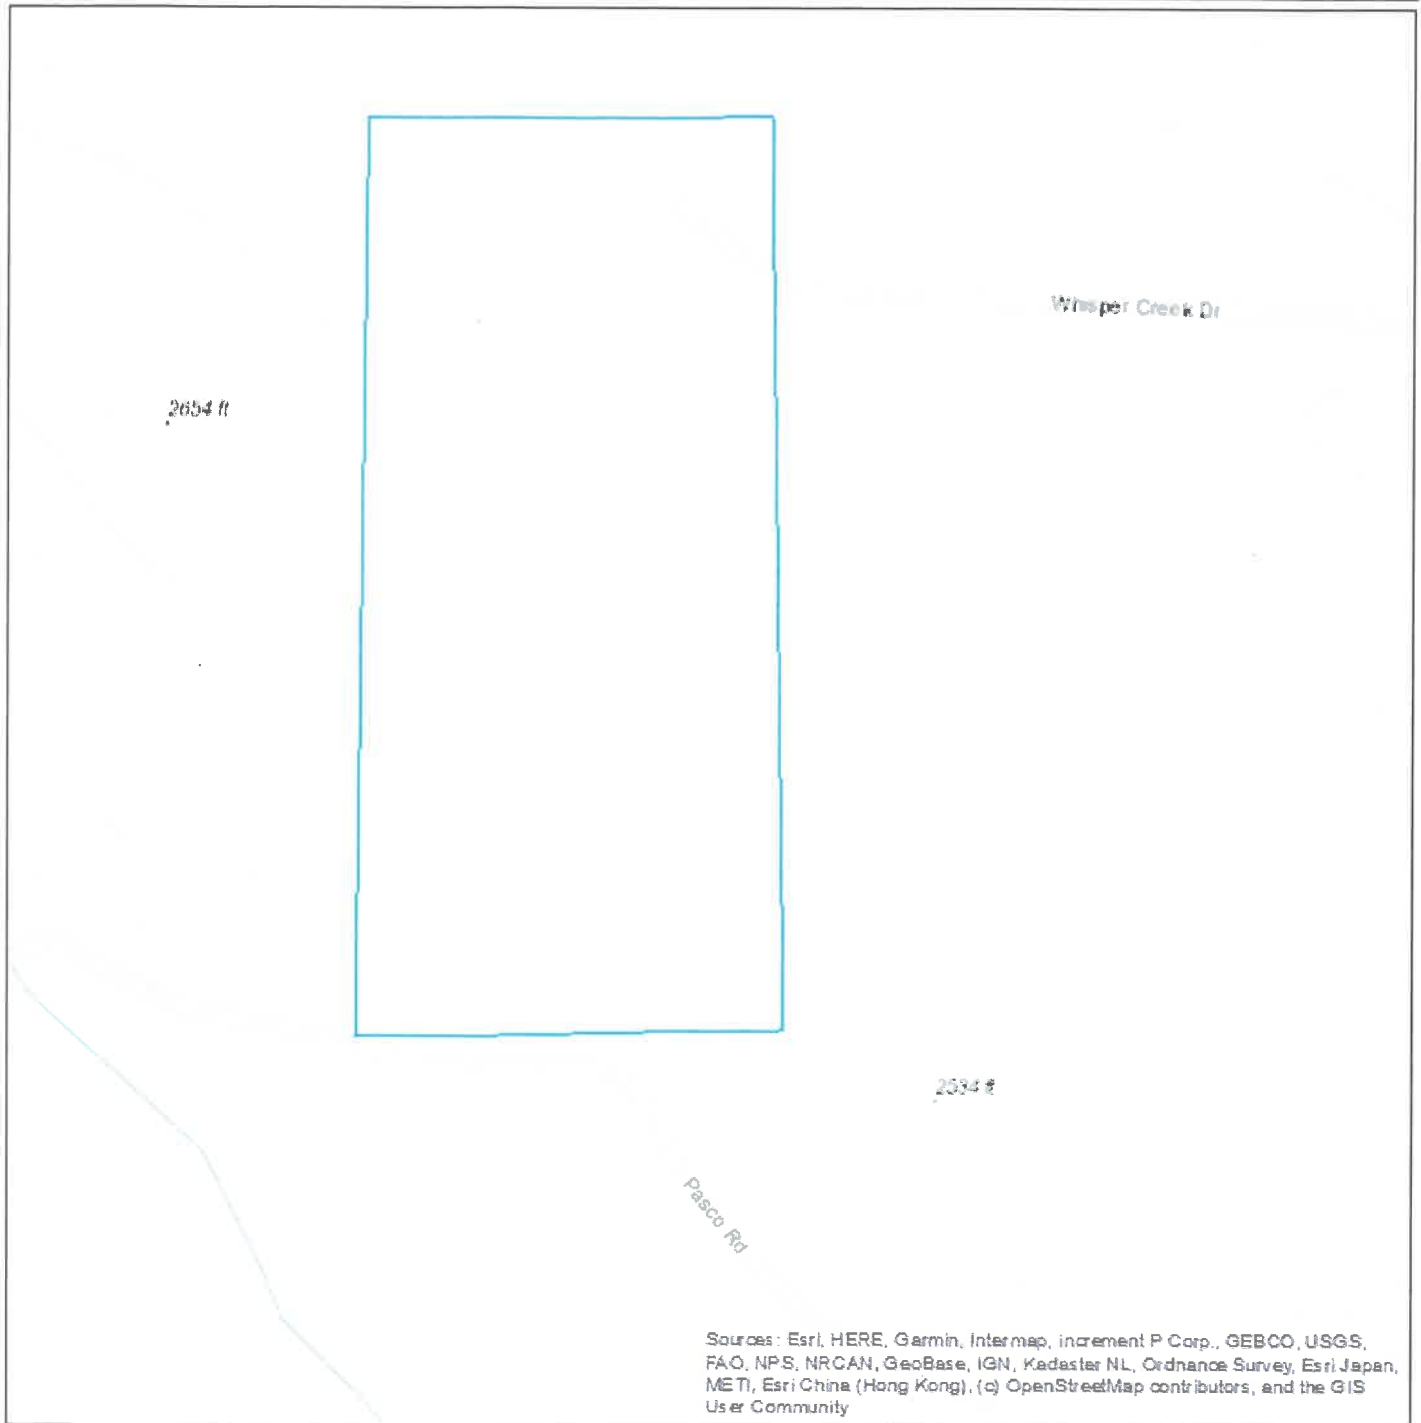 Whisper Creek Dr
2654 ft
2534 ft
Pasco Rd
Sources: Esri, HERE, Garmin, Intermap, increment P Corp., GEBCO, USGS,
FAO, NPS, NRCAN, GeoBase, IGN, Kadaster NL, Ordnance Survey, Esri Japan,
METI, Esri China (Hong Kong), (c) OpenStreetMap contributors, and the GIS
User Community